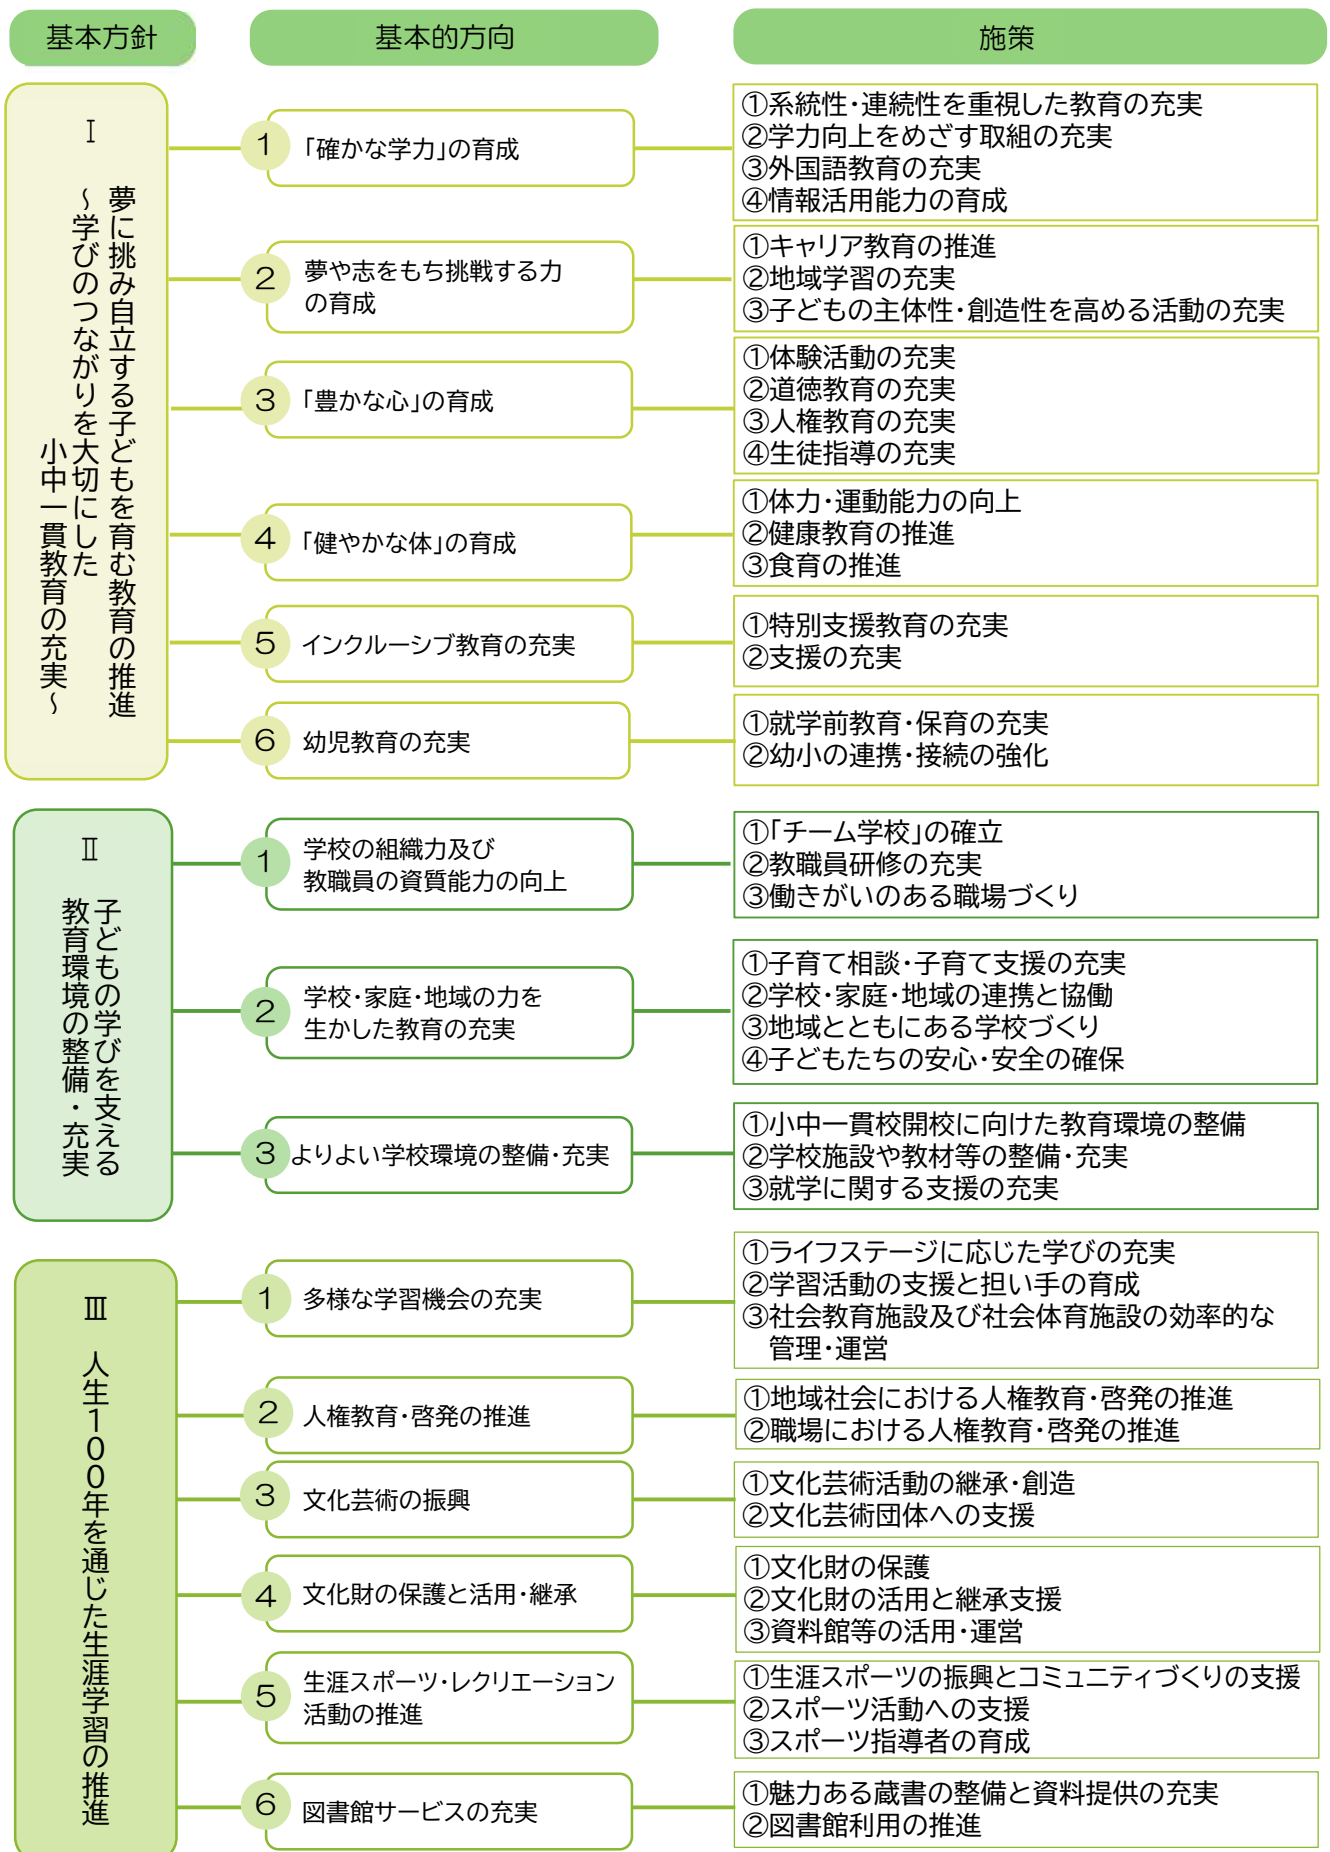 基本方針
基本的方向
施策
Ⅰ
夢に挑み自立する子どもを育む教育の推進
～学びのつながりを大切にした
小中一貫教育の充実～
1
「確かな学力」の育成
①系統性・連続性を重視した教育の充実
②学力向上をめざす取組の充実
③外国語教育の充実
④情報活用能力の育成
2
夢や志をもち挑戦する力
の育成
①キャリア教育の推進
②地域学習の充実
③子どもの主体性・創造性を高める活動の充実
3
「豊かな心」の育成
①体験活動の充実
②道徳教育の充実
③人権教育の充実
④生徒指導の充実
4
「健やかな体」の育成
①体力・運動能力の向上
②健康教育の推進
③食育の推進
5
インクルーシブ教育の充実
①特別支援教育の充実
②支援の充実
6
幼児教育の充実
①就学前教育・保育の充実
②幼小の連携・接続の強化
Ⅱ
子どもの学びを支える
教育環境の整備・充実
1
学校の組織力及び
教職員の資質能力の向上
①「チーム学校」の確立
②教職員研修の充実
③働きがいのある職場づくり
2
学校・家庭・地域の力を
生かした教育の充実
①子育て相談・子育て支援の充実
②学校・家庭・地域の連携と協働
③地域とともにある学校づくり
④子どもたちの安心・安全の確保
3
よりよい学校環境の整備・充実
①小中一貫校開校に向けた教育環境の整備
②学校施設や教材等の整備・充実
③就学に関する支援の充実
Ⅲ
人生100年を通じた生涯学習の推進
1
多様な学習機会の充実
①ライフステージに応じた学びの充実
②学習活動の支援と担い手の育成
③社会教育施設及び社会体育施設の効率的な
管理・運営
2
人権教育・啓発の推進
①地域社会における人権教育・啓発の推進
②職場における人権教育・啓発の推進
3
文化芸術の振興
①文化芸術活動の継承・創造
②文化芸術団体への支援
4
文化財の保護と活用・継承
①文化財の保護
②文化財の活用と継承支援
③資料館等の活用・運営
5
生涯スポーツ・レクリエーション
活動の推進
①生涯スポーツの振興とコミュニティづくりの支援
②スポーツ活動への支援
③スポーツ指導者の育成
6
図書館サービスの充実
①魅力ある蔵書の整備と資料提供の充実
②図書館利用の推進